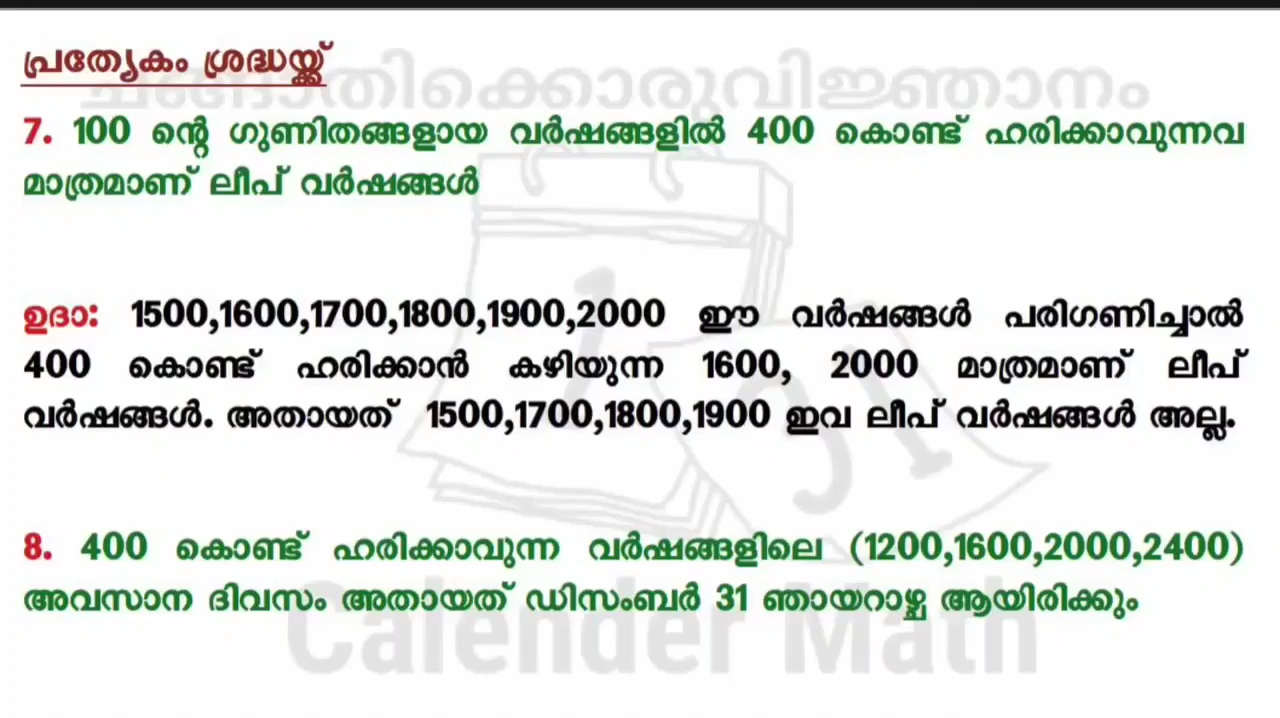 പ്രത്യേകം ശ്രദ്ധയ്ക്ക്
ചങ്ങാതിക്കൊരുവിജ്ഞാനം
7. 100 ന്റെ ഗുണിതങ്ങളായ വർഷങ്ങളിൽ 400 കൊണ്ട് ഹരിക്കാവുന്നവ
മാത്രമാണ് ലീപ് വർഷങ്ങൾ
ഉദാ: 1500,1600,1700,1800,1900,2000 ഈ വർഷങ്ങൾ പരിഗണിച്ചാൽ
400 കൊണ്ട് ഹരിക്കാൻ കഴിയുന്ന 1600, 2000 മാത്രമാണ് ലീപ്
വർഷങ്ങൾ. അതായത് 1500,1700,1800,1900 ഇവ ലീപ് വർഷങ്ങൾ അല്ല.
8. 400 കൊണ്ട് ഹരിക്കാവുന്ന വർഷങ്ങളിലെ (1200,1600,2000,2400)
അവസാന ദിവസം അതായത് ഡിസംബർ 31 ഞായറാഴ്ച ആയിരിക്കും
Calender Math